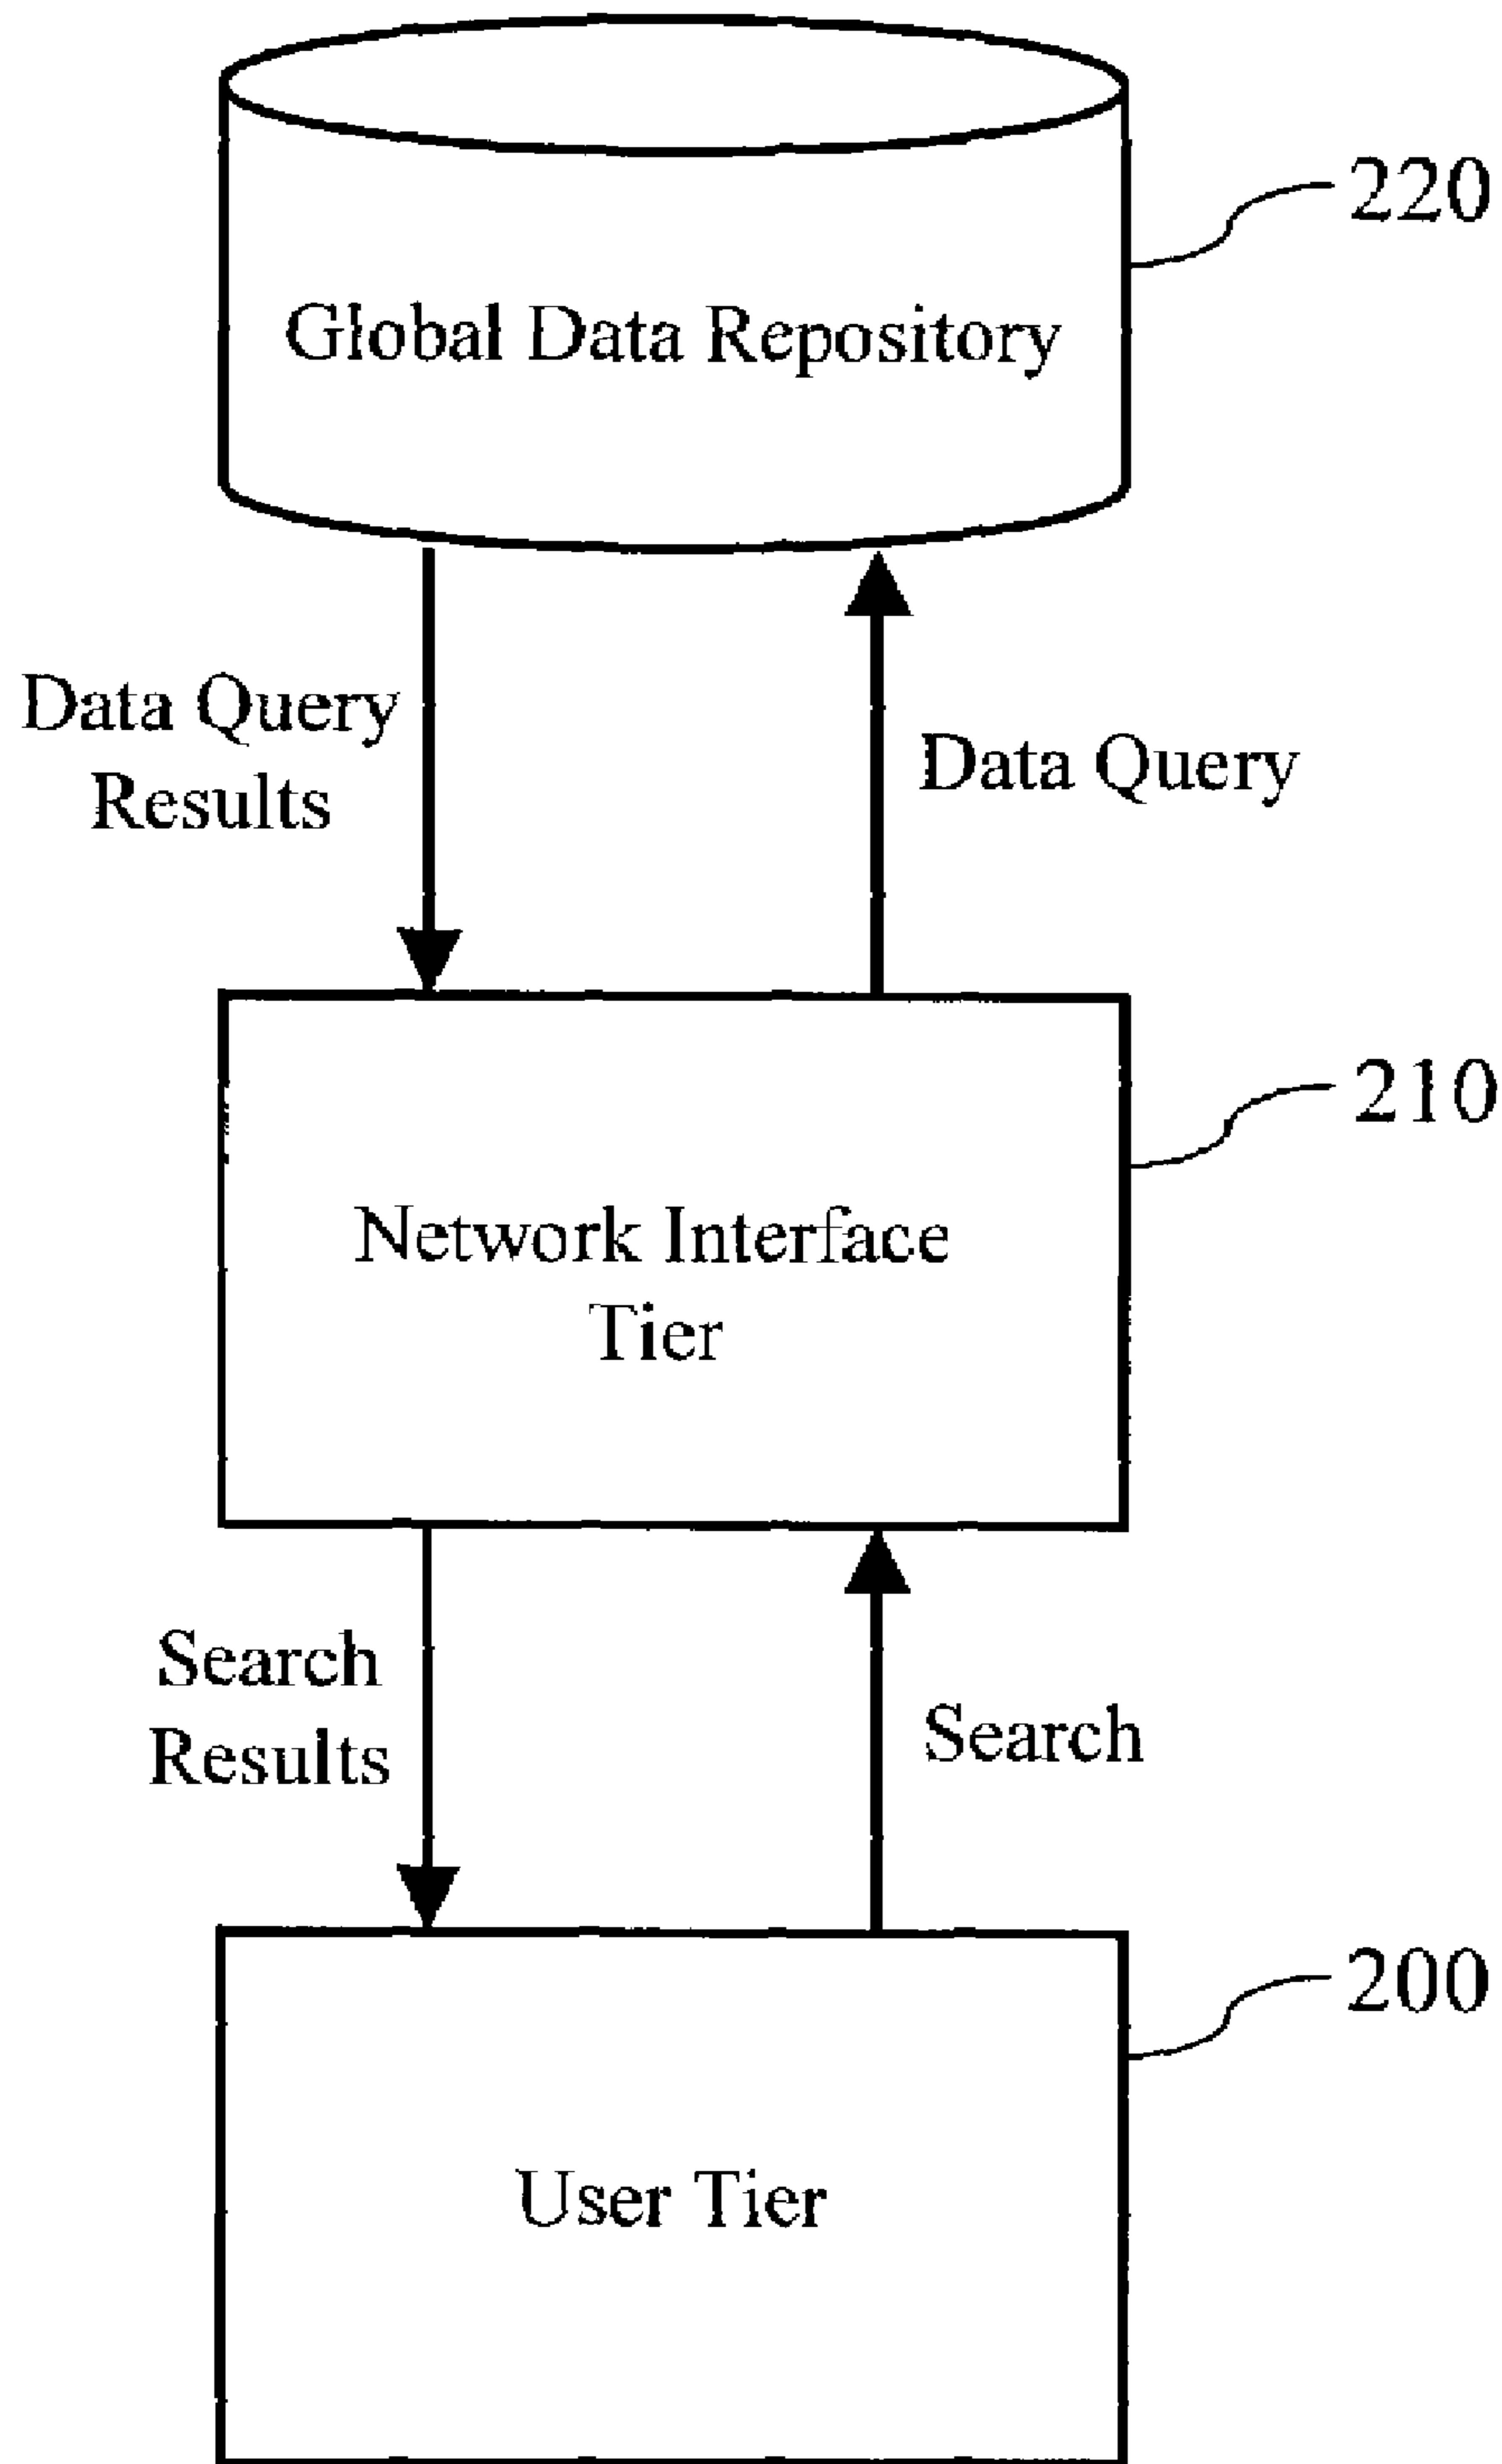 220
Global Data Repository
Data Query
Results
Data Query
210
Network Interface
Tier
Search
Results
Search
200
User Tier